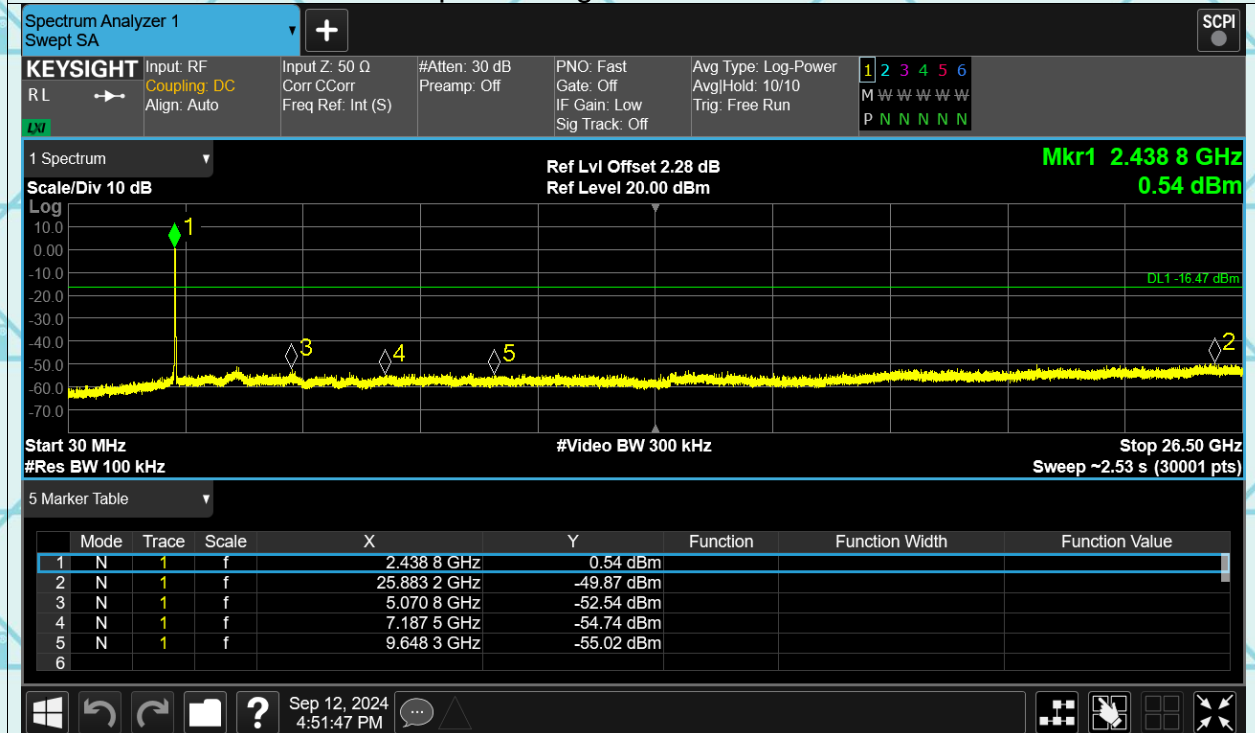 Spectrum Analyzer 1
Swept SA
+
SCPI
KEYSIGHT
RL
LXI
Input: RF
Coupling: DC
Align: Auto
Input Z: 50 Ω
Corr CCorr
Freq Ref: Int (S)
#Atten: 30 dB
Preamp: Off
PNO: Fast
Gate: Off
IF Gain: Low
Sig Track: Off
Avg Type: Log-Power
Avg|Hold: 10/10
Trig: Free Run
1 2 3 4 5 6
M W W W W W
P N N N N N
1 Spectrum
Scale/Div 10 dB
Ref Lvl Offset 2.28 dB
Ref Level 20.00 dBm
Mkr1 2.438 8 GHz
0.54 dBm
Log
10.0
0.00
-10.0
-20.0
-30.0
-40.0
-50.0
-60.0
-70.0
1
3
4
5
2
DL1 -16.47 dBm
Start 30 MHz #Video BW 300 kHz Stop 26.50 GHz
#Res BW 100 kHz Sweep ~2.53 s (30001 pts)
5 Marker Table
Mode Trace Scale X Y Function Function Width Function Value
1 N 1 f 2.438 8 GHz 0.54 dBm
2 N 1 f 25.883 2 GHz -49.87 dBm
3 N 1 f 5.070 8 GHz -52.54 dBm
4 N 1 f 7.187 5 GHz -54.74 dBm
5 N 1 f 9.648 3 GHz -55.02 dBm
6
?
Sep 12, 2024
4:51:47 PM